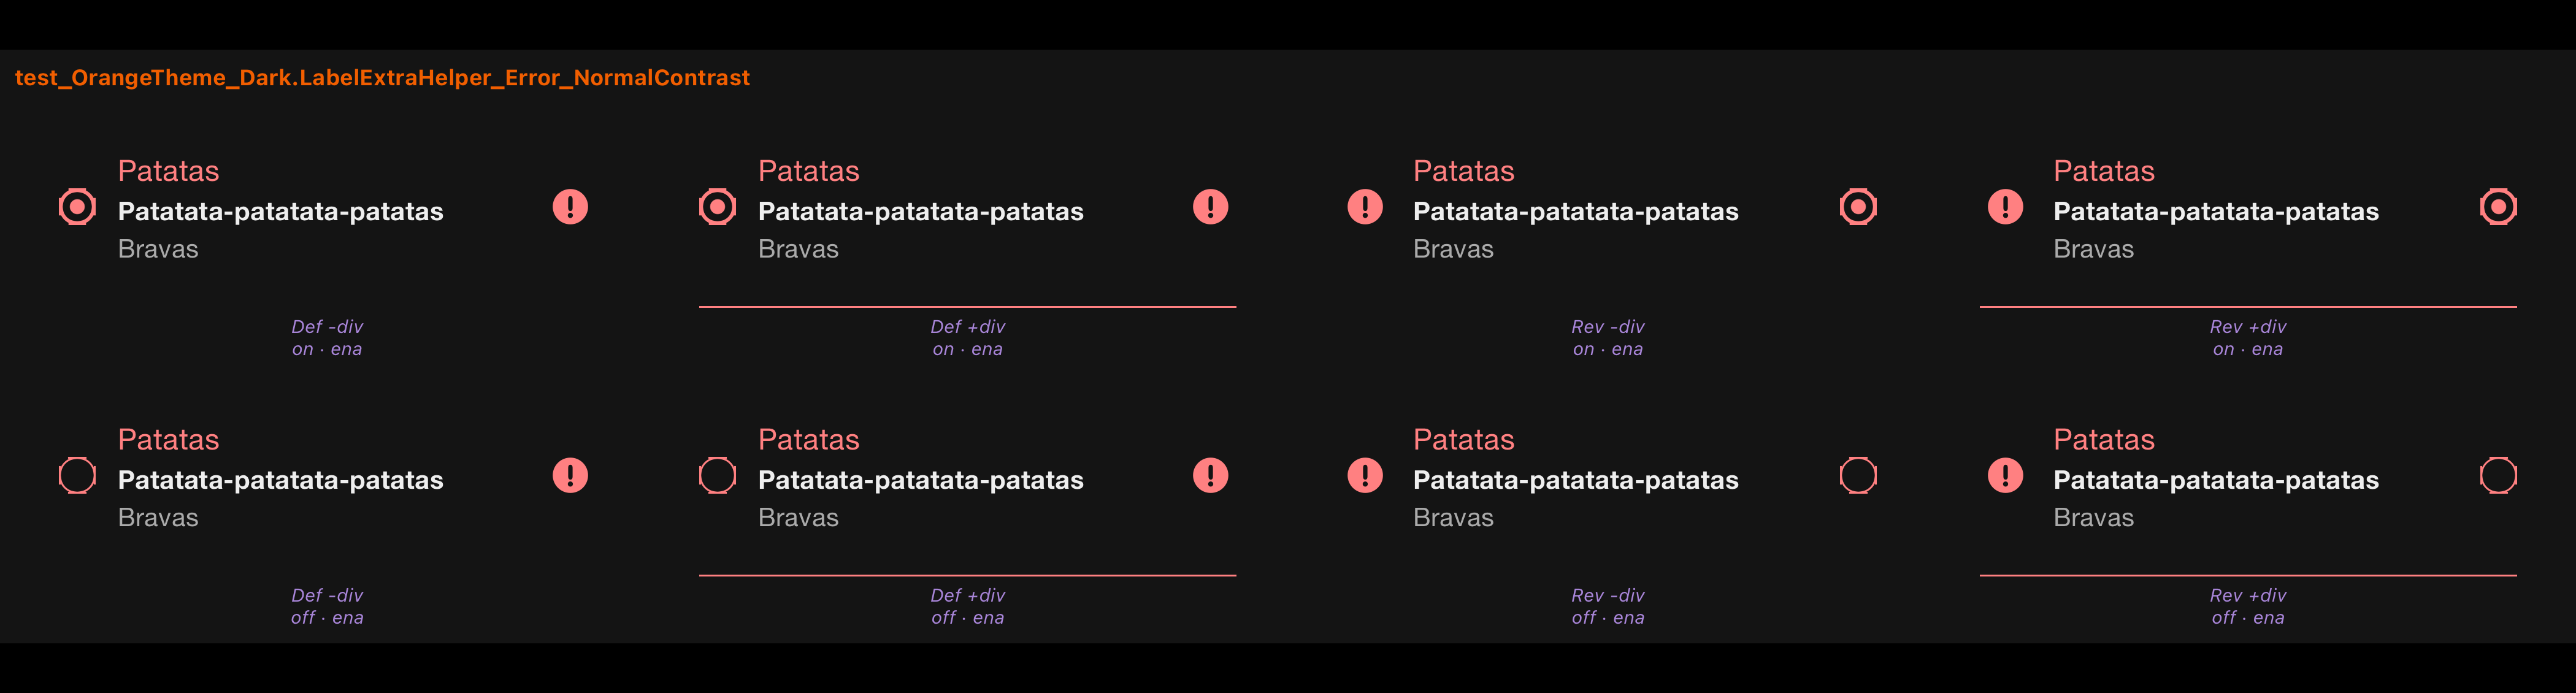 test_OrangeTheme_Dark.LabelExtraHelper_Error_NormalContrast
Patatas
Patatata-patatata-patatas
Bravas
Def -div
on · ena
Patatas
Patatata-patatata-patatas
Bravas
Def +div
on · ena
Patatas
Patatata-patatata-patatas
Bravas
Rev -div
on · ena
Patatas
Patatata-patatata-patatas
Bravas
Rev +div
on · ena
Patatas
Patatata-patatata-patatas
Bravas
Def -div
off · ena
Patatas
Patatata-patatata-patatas
Bravas
Def +div
off · ena
Patatas
Patatata-patatata-patatas
Bravas
Rev -div
off · ena
Patatas
Patatata-patatata-patatas
Bravas
Rev +div
off · ena